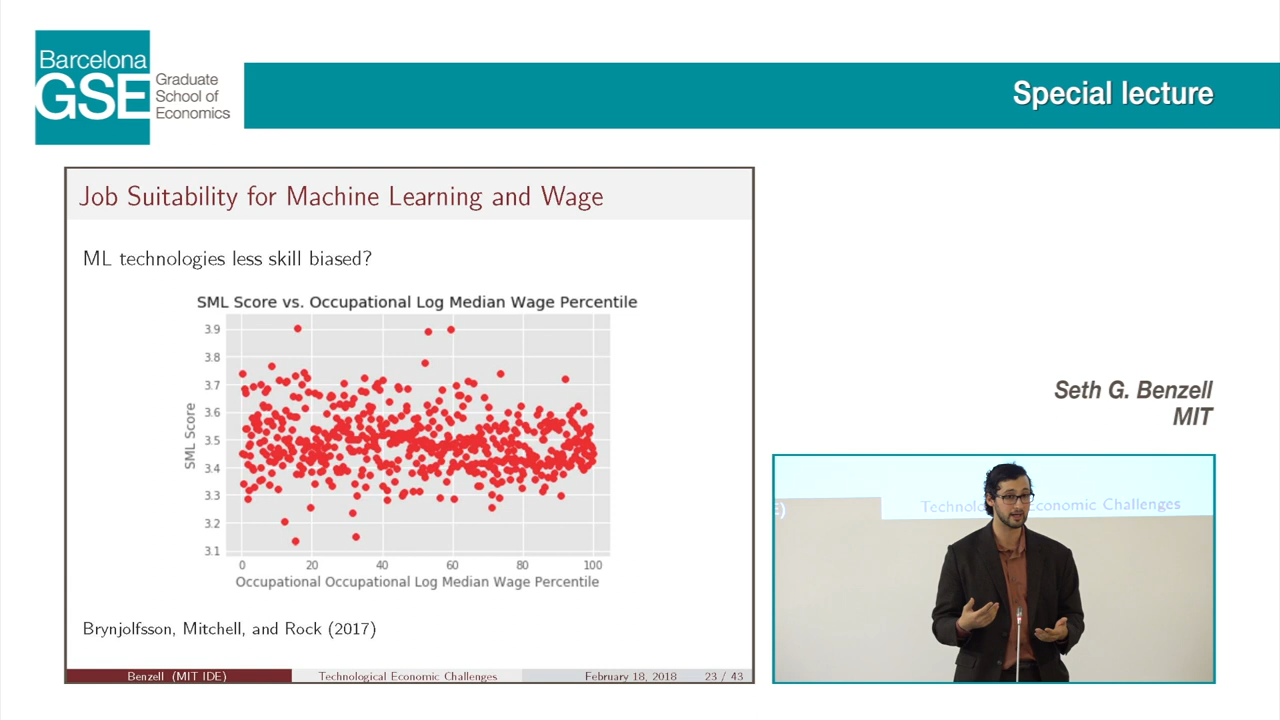 Barcelona
GSE
Graduate
School of
Economics
Special lecture
Job Suitability for Machine Learning and Wage
ML technologies less skill biased?
SML Score vs. Occupational Log Median Wage Percentile
3.9
3.8
3.7
3.6
3.5
3.4
3.3
3.2
3.1
SML Score
0 20 40 60 80 100
Occupational Occupational Log Median Wage Percentile
Brynjolfsson, Mitchell, and Rock (2017)
Benzell (MIT IDE) Technological Economic Challenges February 18, 2018 23 / 43
Seth G. Benzell
MIT
E) Economic Challenges